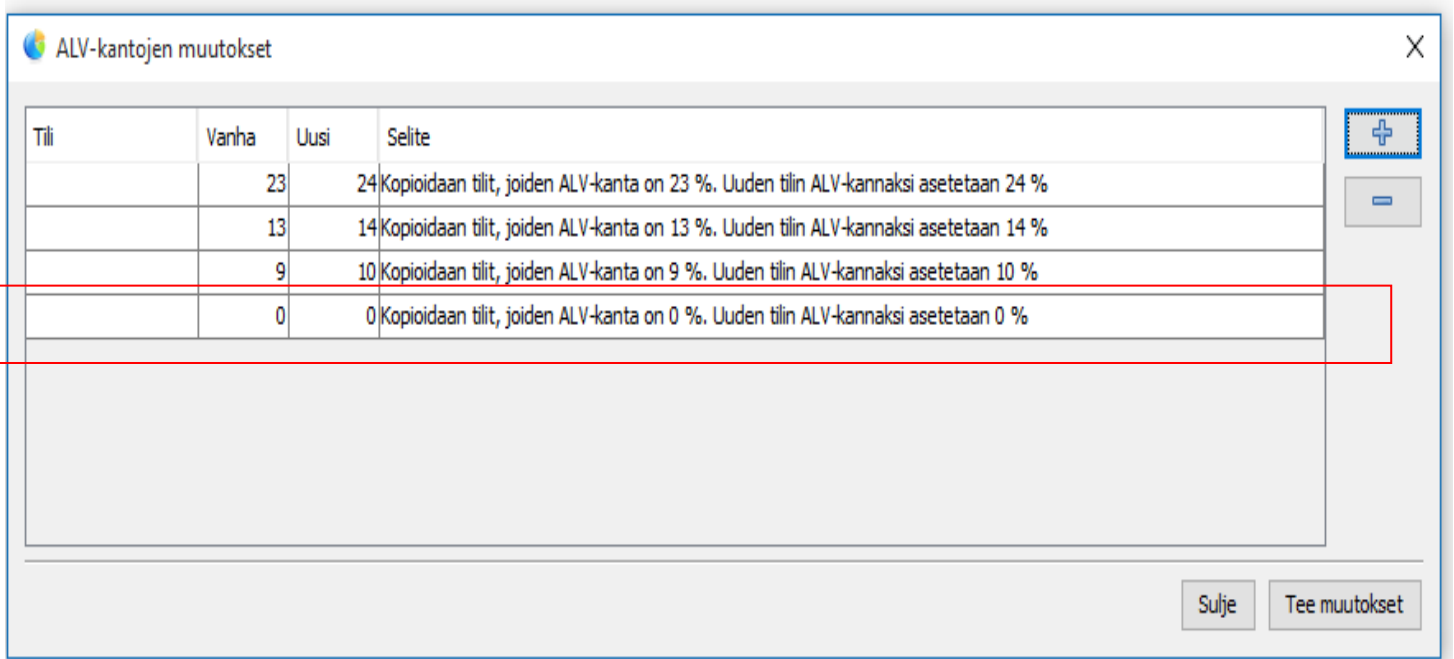 ALV-kantojen muutokset
Tili Vanha Uusi Selite
23 24 Kopioidaan tilit, joiden ALV-kanta on 23 %. Uuden tilin ALV-kannaksi asetetaan 24 %
13 14 Kopioidaan tilit, joiden ALV-kanta on 13 %. Uuden tilin ALV-kannaksi asetetaan 14 %
9 10 Kopioidaan tilit, joiden ALV-kanta on 9 %. Uuden tilin ALV-kannaksi asetetaan 10 %
0 0 Kopioidaan tilit, joiden ALV-kanta on 0 %. Uuden tilin ALV-kannaksi asetetaan 0 %
Sulje Tee muutokset